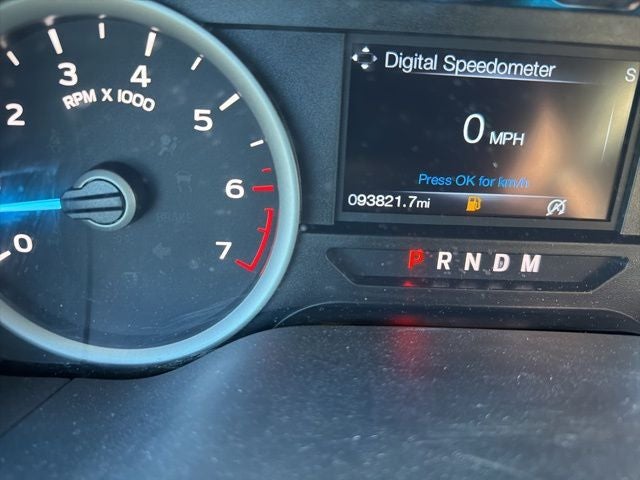 Digital Speedometer
S
0 MPH
Press OK for km/h
093821.7mi
P R N D M
0
2
3
4
5
6
7
RPM X 1000
BRAKE